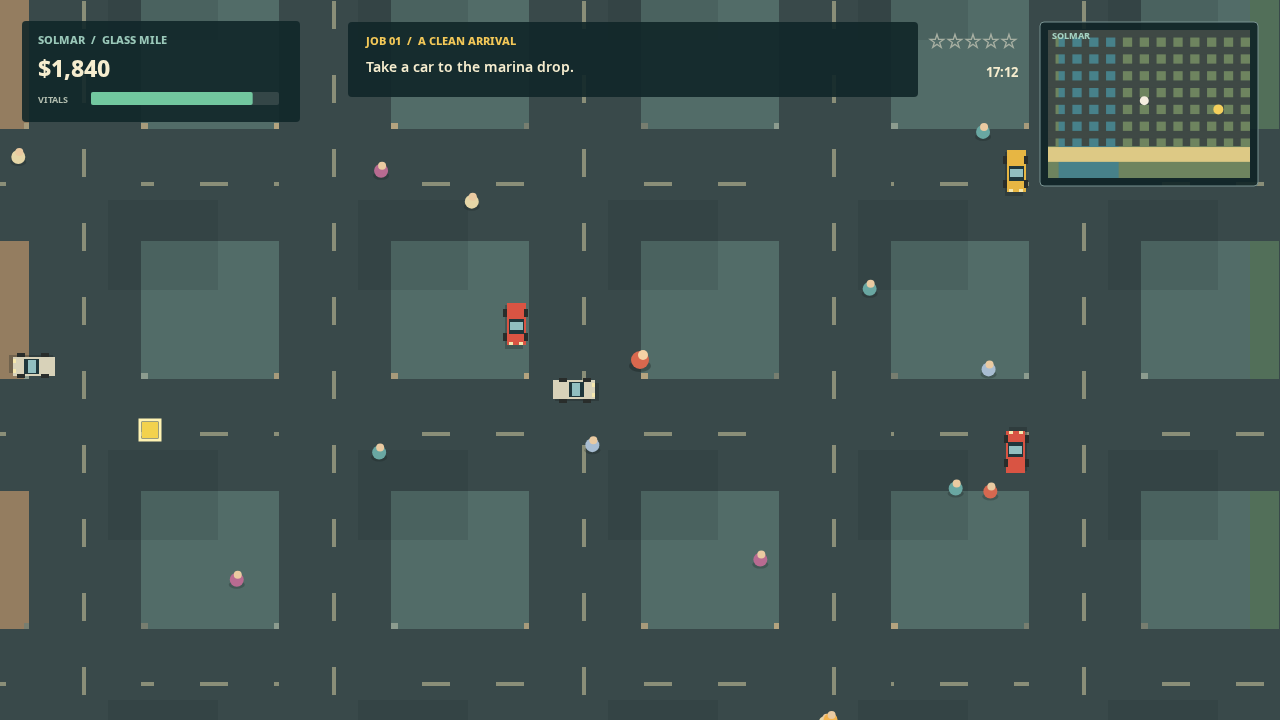 SOLMAR / GLASS MILE
$1,840
VITALS
JOB 01 / A CLEAN ARRIVAL
Take a car to the marina drop.
☆☆☆☆☆
17:12
SOLMAR